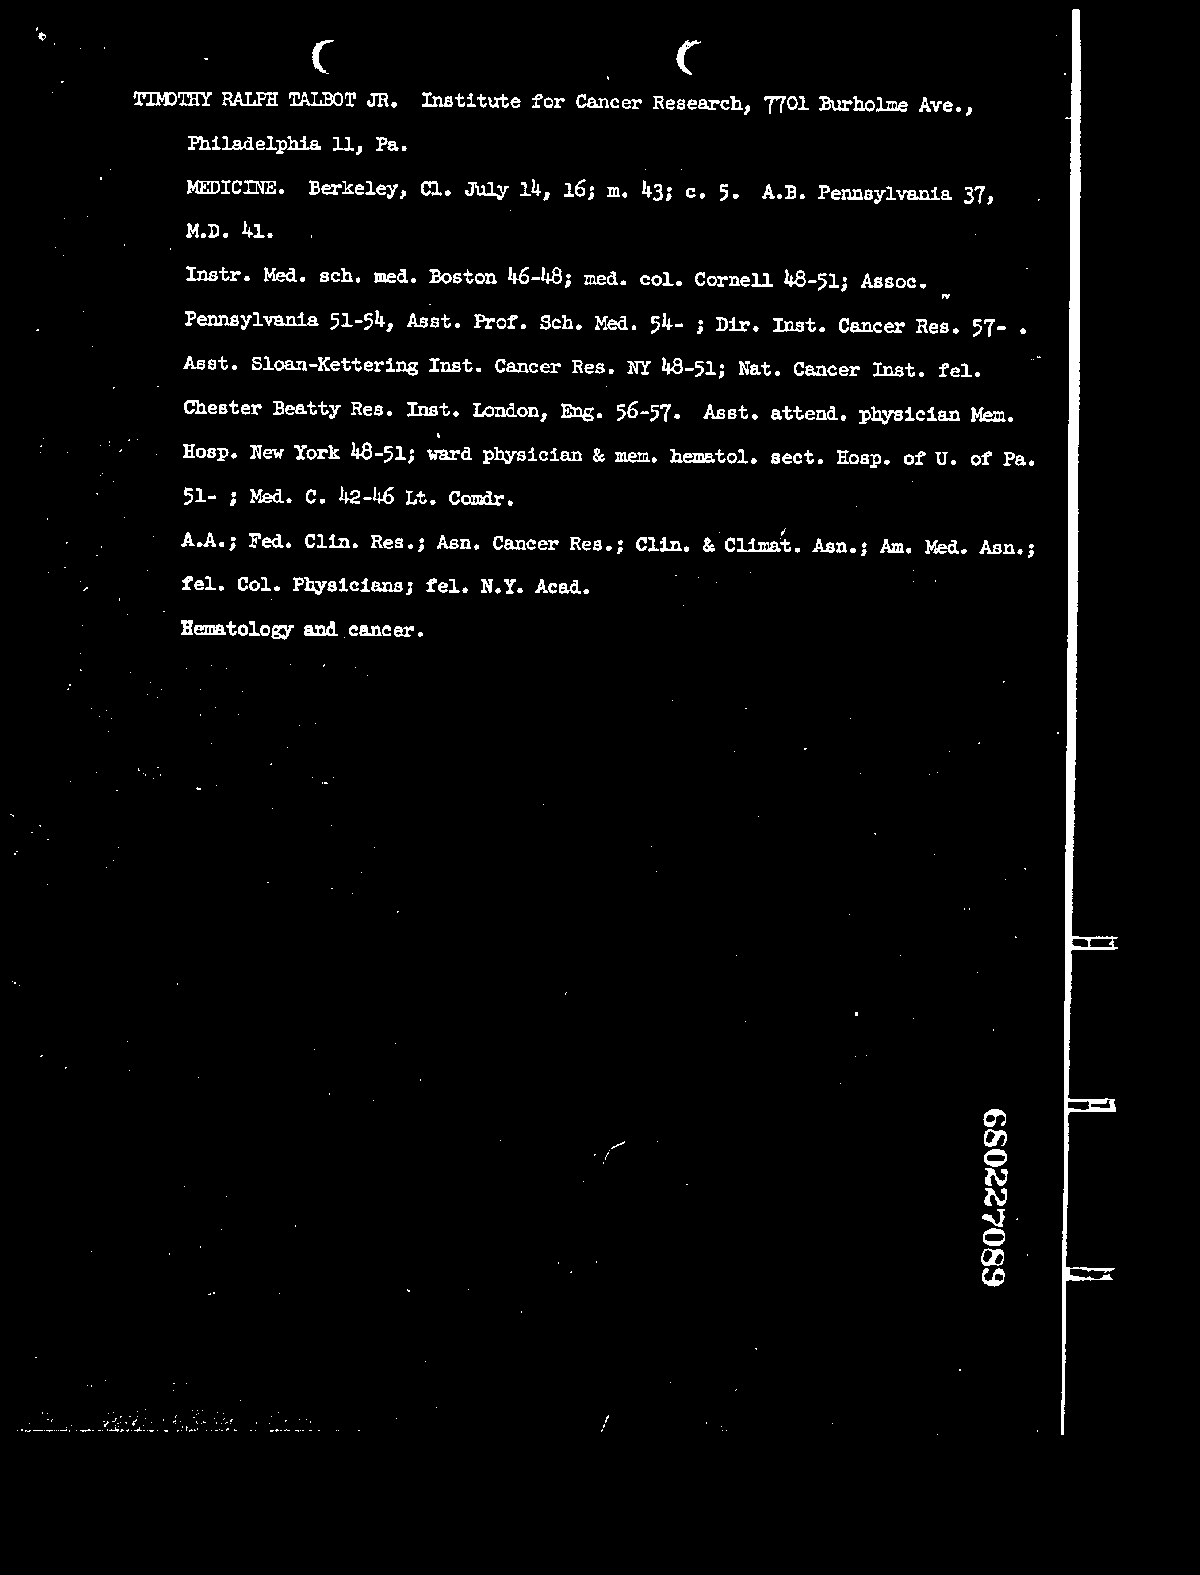 TIMOTHY RALPH TALBOT JR. Institute for Cancer Research, 7701 Burholme Ave.,
Philadelphia 11, Pa.
MEDICINE. Berkeley, Cl. July 14, 16; m. 43; c. 5. A.B. Pennsylvania 37,
M.D. 41.
Instr. Med. sch. med. Boston 46-48; med. col. Cornell 48-51; Assoc.
Pennsylvania 51-54, Asst. Prof. Sch. Med. 54- ; Dir. Inst. Cancer Res. 57- .
Asst. Sloan-Kettering Inst. Cancer Res. NY 48-51; Nat. Cancer Inst. fel.
Chester Beatty Res. Inst. London, Eng. 56-57. Asst. attend. physician Mem.
Hosp. New York 48-51; ward physician & mem. hematol. sect. Hosp. of U. of Pa.
51- ; Med. C. 42-46 Lt. Comdr.
A.A.; Fed. Clin. Res.; Asn. Cancer Res.; Clin. & Climat. Asn.; Am. Med. Asn.;
fel. Col. Physicians; fel. N.Y. Acad.
Hematology and cancer.
680227089